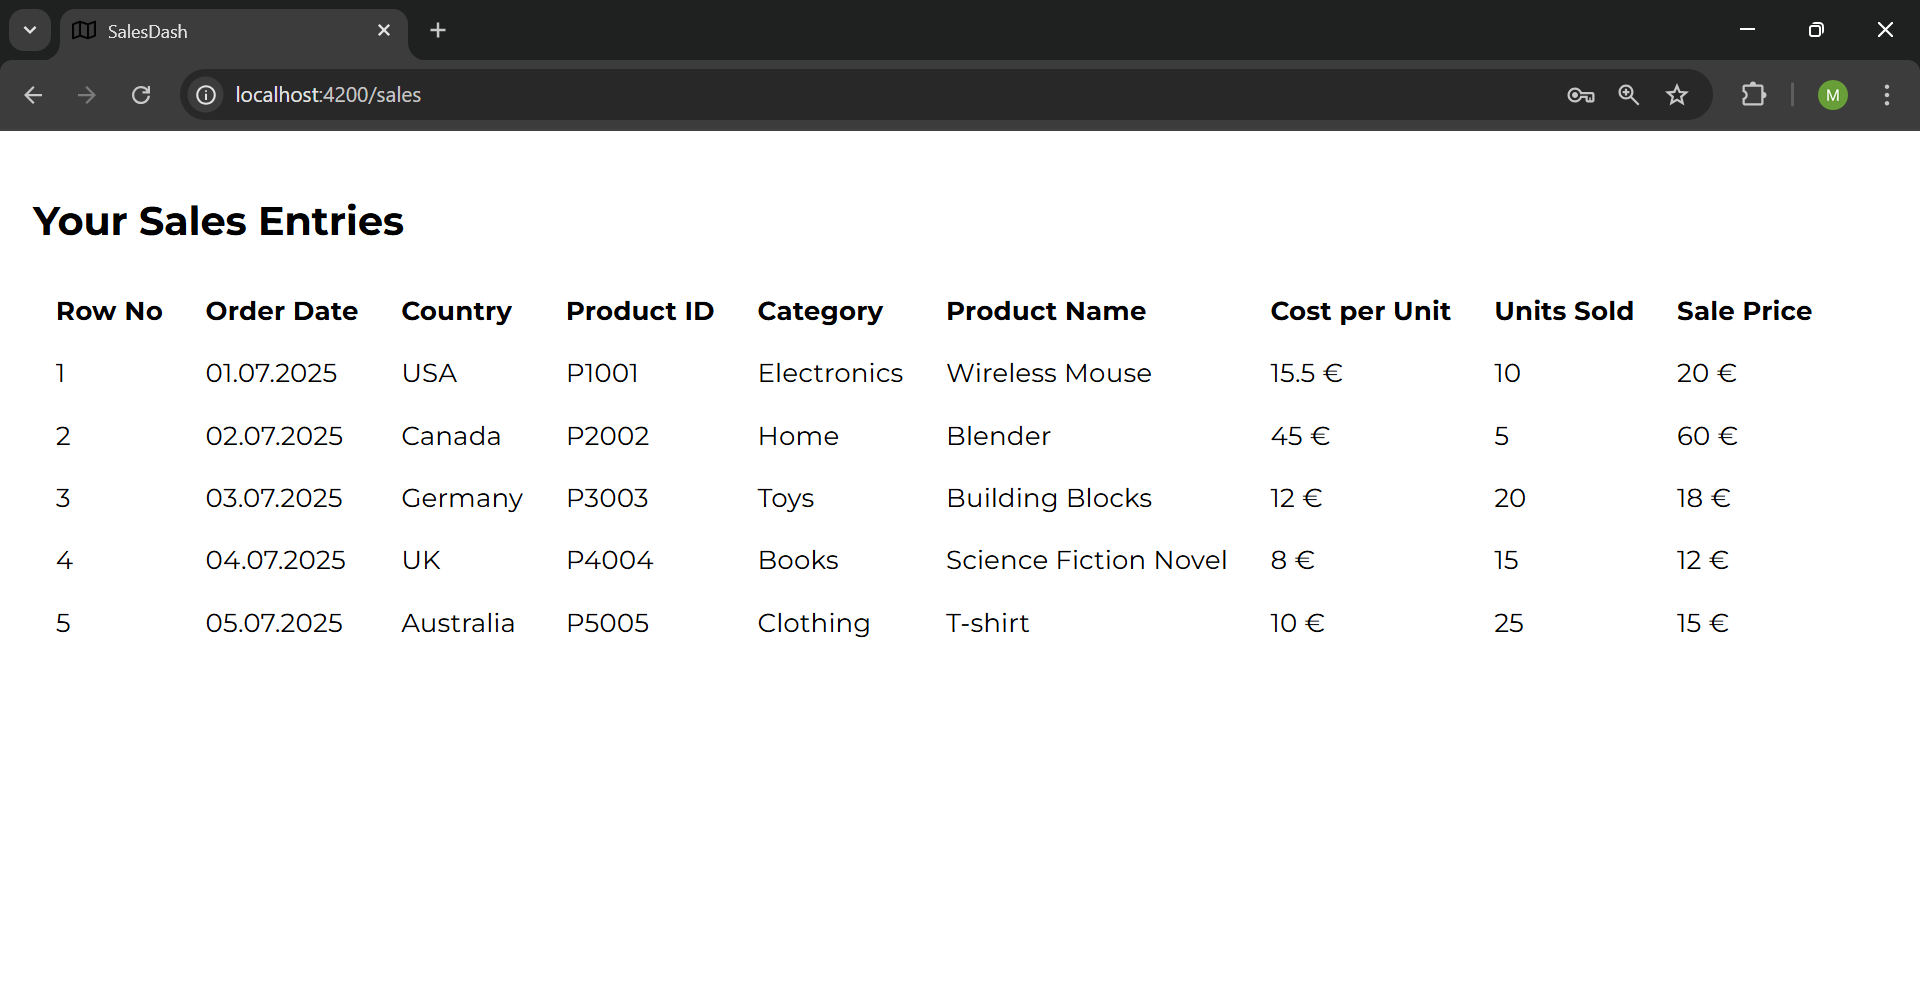 SalesDash
localhost:4200/sales
M
Your Sales Entries
Row No Order Date Country Product ID Category Product Name Cost per Unit Units Sold Sale Price
1 01.07.2025 USA P1001 Electronics Wireless Mouse 15.5 € 10 20 €
2 02.07.2025 Canada P2002 Home Blender 45 € 5 60 €
3 03.07.2025 Germany P3003 Toys Building Blocks 12 € 20 18 €
4 04.07.2025 UK P4004 Books Science Fiction Novel 8 € 15 12 €
5 05.07.2025 Australia P5005 Clothing T-shirt 10 € 25 15 €